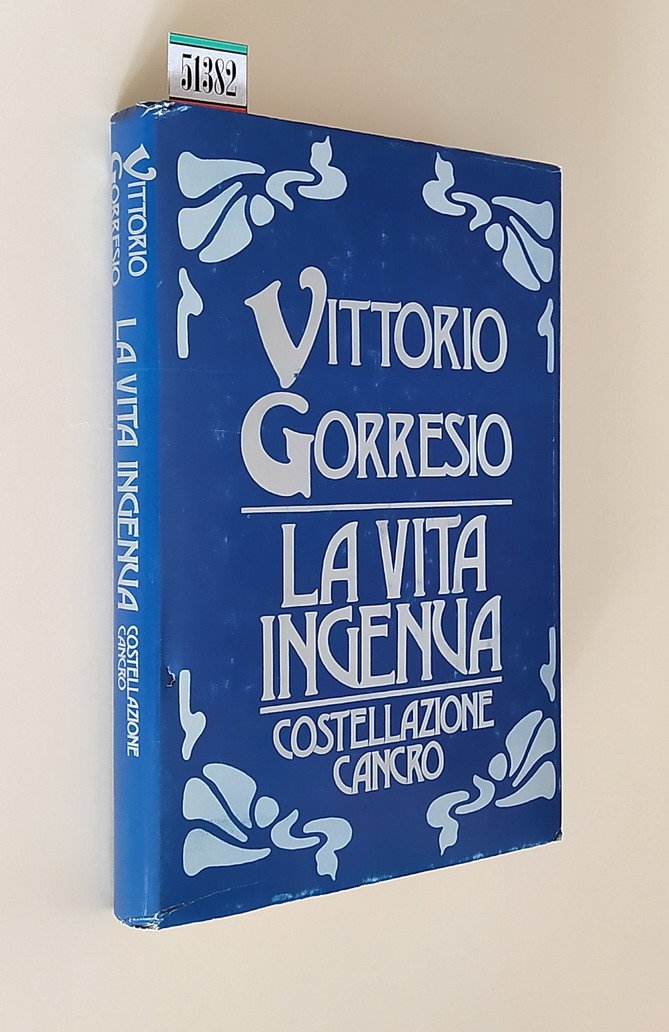 51382
VITTORIO
GORRESIO
LA VITA INGENUA
COSTELLAZIONE
CANCRO
VITTORIO
GORRESIO
LA VITA
INGENUA
COSTELLAZIONE
CANCRO